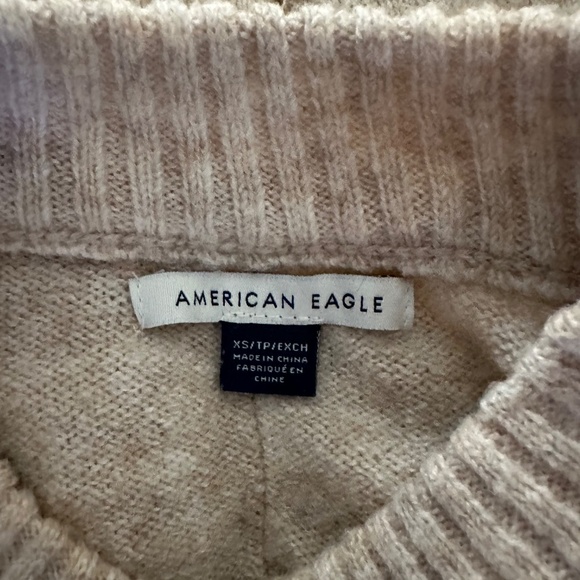 AMERICAN EAGLE
XS/TP/EXCH
MADE IN CHINA
FABRIQUÉ EN
CHINE